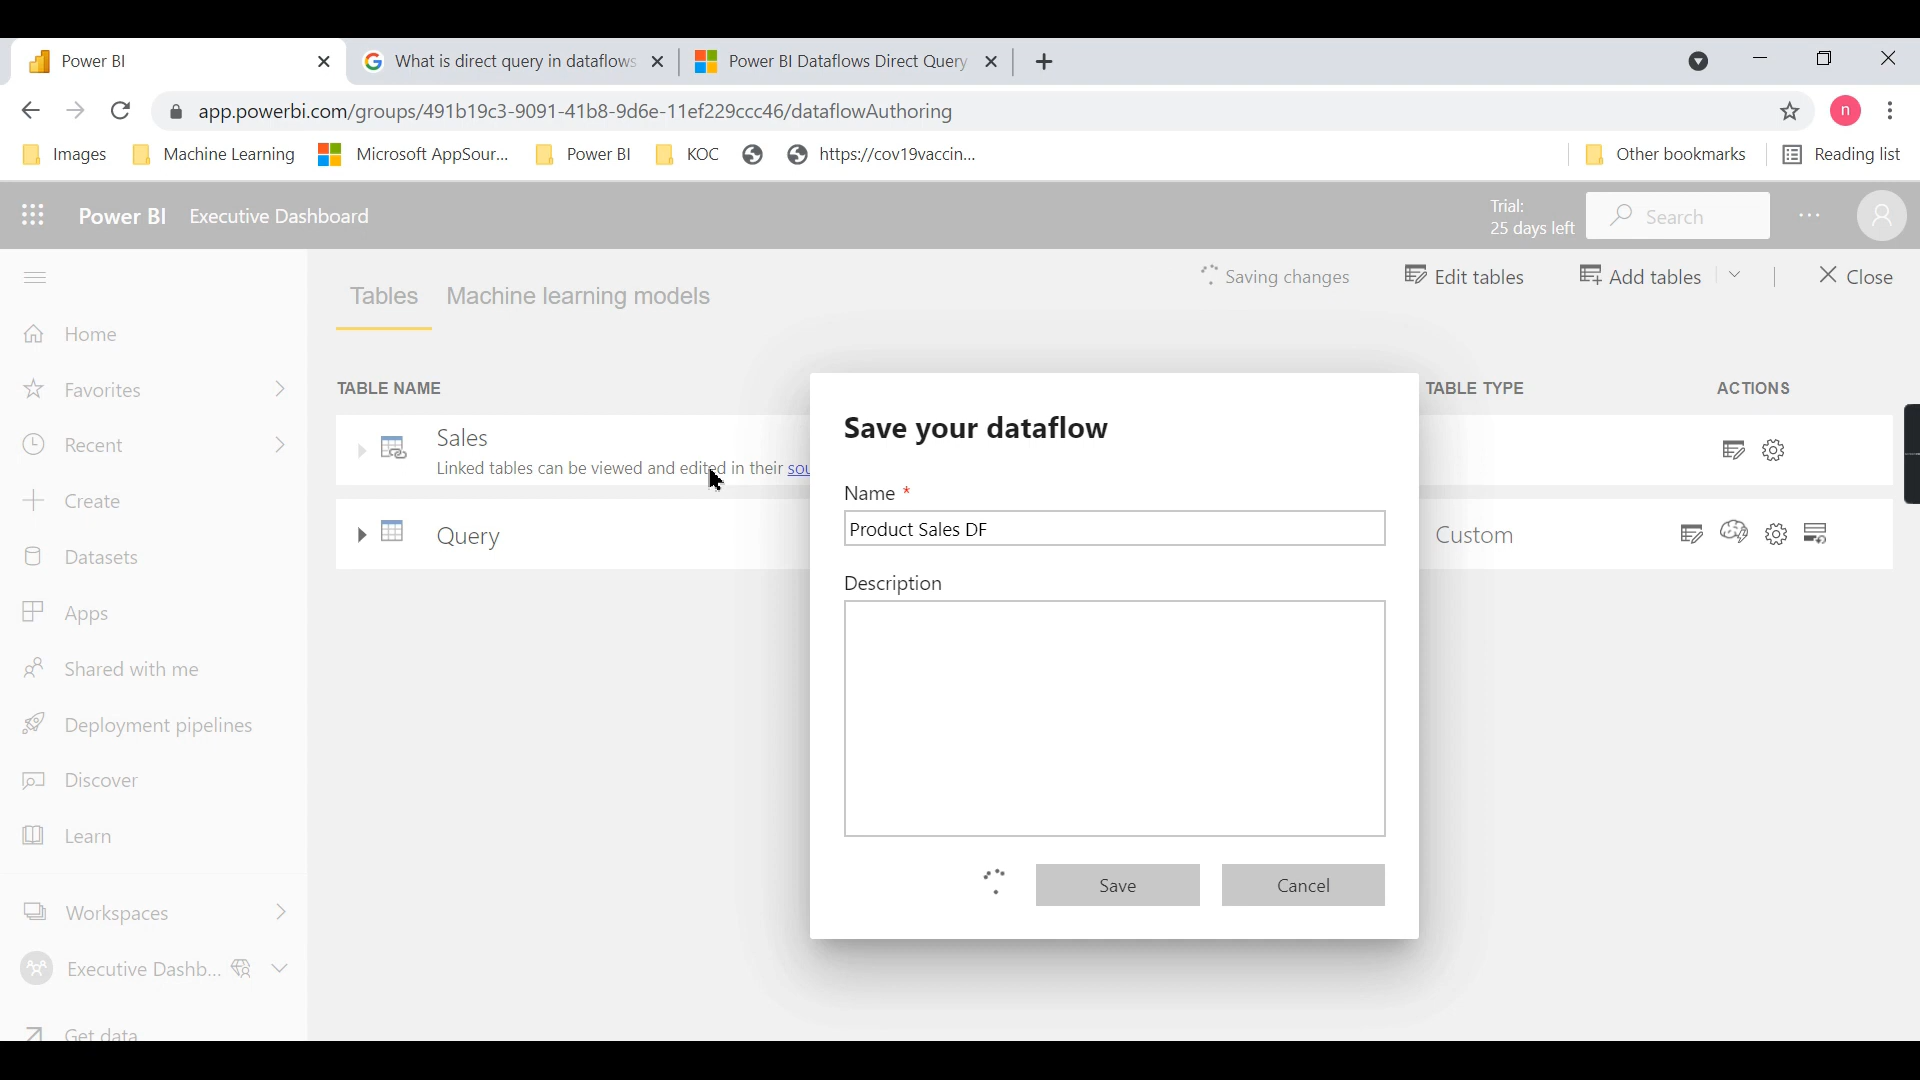 Power BI
What is direct query in dataflows
Power BI Dataflows Direct Query
app.powerbi.com/groups/491b19c3-9091-41b8-9d6e-11ef229ccc46/dataflowAuthoring
n
Images
Machine Learning
Microsoft AppSour...
Power BI
KOC
https://cov19vaccin...
Other bookmarks
Reading list
Power BI
Executive Dashboard
Trial:
25 days left
Search
Saving changes
Edit tables
Add tables
Close
Tables
Machine learning models
Home
Favorites
Recent
Create
Datasets
Apps
Shared with me
Deployment pipelines
Discover
Learn
Workspaces
Executive Dashb...
Get data
TABLE NAME
TABLE TYPE
ACTIONS
Sales
Linked tables can be viewed and edited in their sou
Query
Custom
Save your dataflow
Name *
Product Sales DF
Description
Save
Cancel